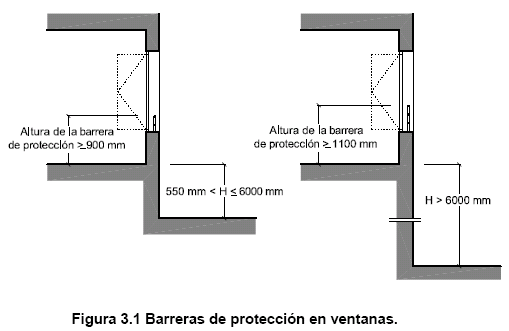 Altura de la barrera
de protección ≥900 mm
550 mm < H ≤ 6000 mm
Altura de la barrera
de protección ≥1100 mm
H > 6000 mm
Figura 3.1 Barreras de protección en ventanas.